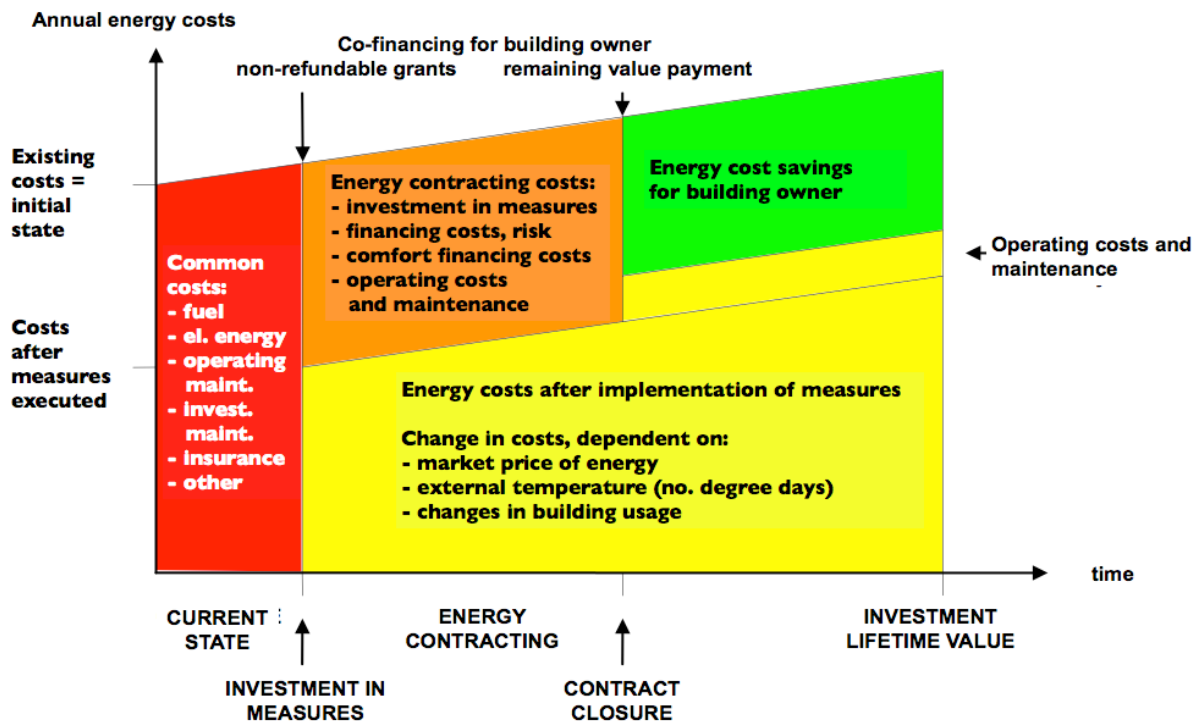 Annual energy costs
Co-financing for building owner
non-refundable grants
remaining value payment
Existing
costs =
initial
state
Costs
after
measures
executed
Common
costs:
- fuel
- el. energy
- operating
maint.
- invest.
maint.
- insurance
- other
Energy contracting costs:
- investment in measures
- financing costs, risk
- comfort financing costs
- operating costs
and maintenance
Energy cost savings
for building owner
Operating costs and
maintenance
Energy costs after implementation of measures
Change in costs, dependent on:
- market price of energy
- external temperature (no. degree days)
- changes in building usage
time
CURRENT
STATE
ENERGY
CONTRACTING
INVESTMENT
LIFETIME VALUE
INVESTMENT IN
MEASURES
CONTRACT
CLOSURE